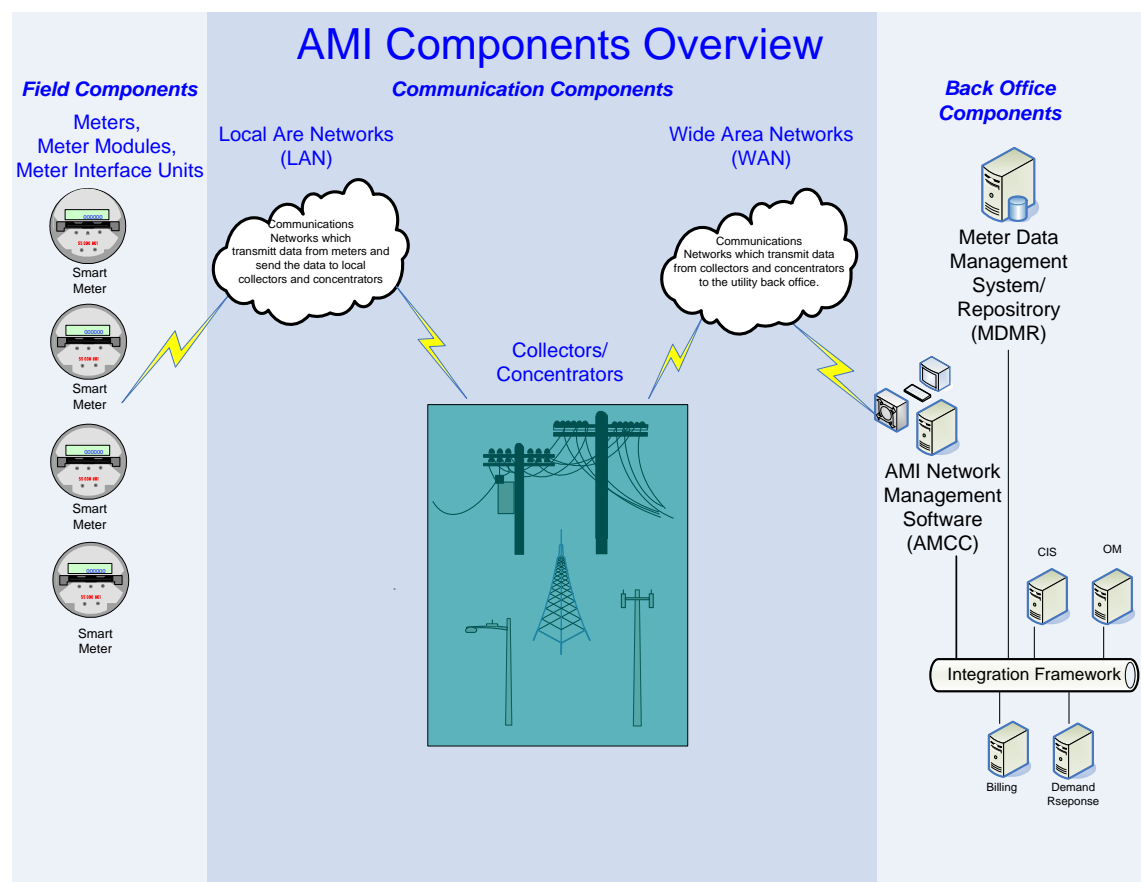 AMI Components Overview
Field Components
Communication Components
Back Office
Components
Meters,
Meter Modules,
Meter Interface Units
Local Are Networks
(LAN)
Wide Area Networks
(WAN)
Communications
Networks which
transmitt data from meters and
send the data to local
collectors and concentrators
Communications
Networks which transmit data
from collectors and concentrators
to the utility back office.
Smart
Meter
Smart
Meter
Smart
Meter
Smart
Meter
Collectors/
Concentrators
Meter Data
Management
System/
Repositrory
(MDMR)
AMI Network
Management
Software
(AMCC)
CIS
OM
Integration Framework
Billing
Demand
Rseponse